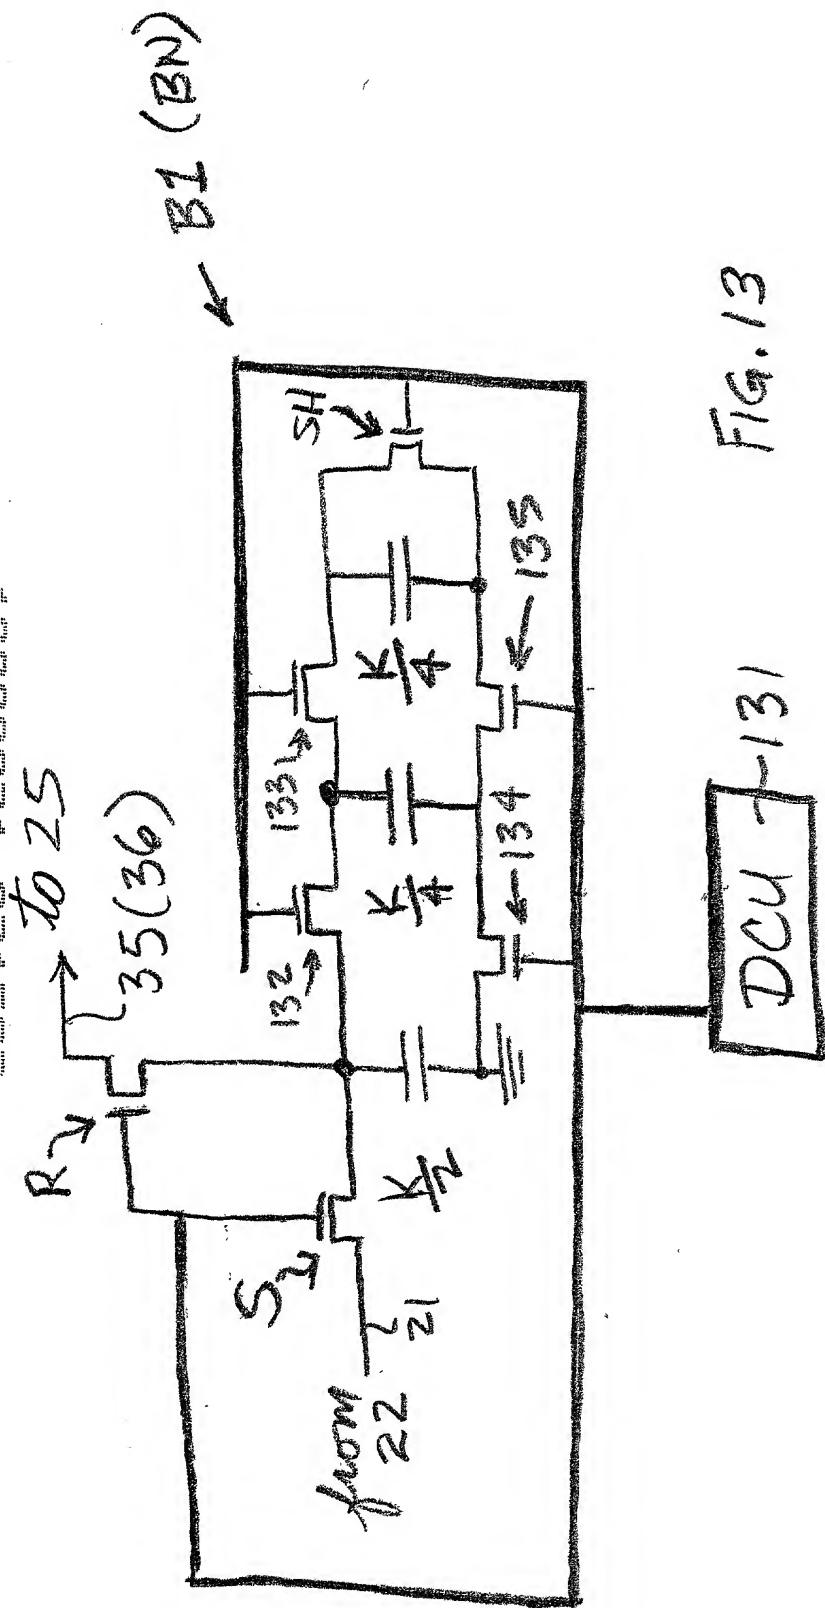 B1 (BN)
to 25
35(36)
R
S
from
22
21
K/2
132
133
K/4
K/4
SH
134
135
DCU
131
FIG. 13